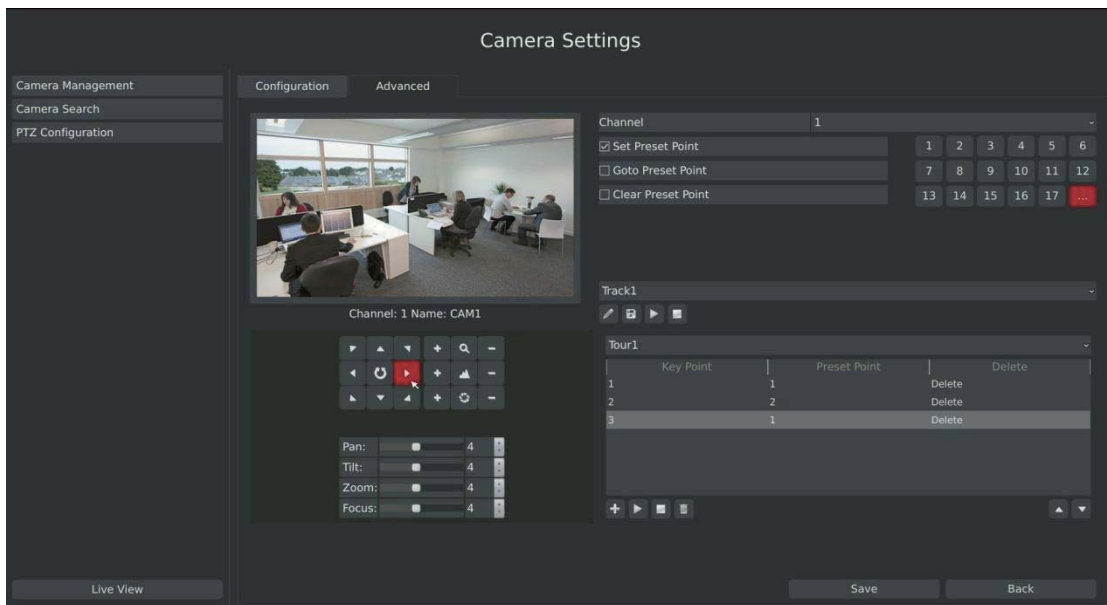 Camera Settings
Camera Management
Camera Search
PTZ Configuration
Configuration Advanced
Channel 1
Set Preset Point 1 2 3 4 5 6
Goto Preset Point 7 8 9 10 11 12
Clear Preset Point 13 14 15 16 17 ...
Channel: 1 Name: CAM1
Track1
Tour1
Key Point Preset Point Delete
1 1 Delete
2 2 Delete
3 1 Delete
Pan: 4
Tilt: 4
Zoom: 4
Focus: 4
Live View
Save
Back